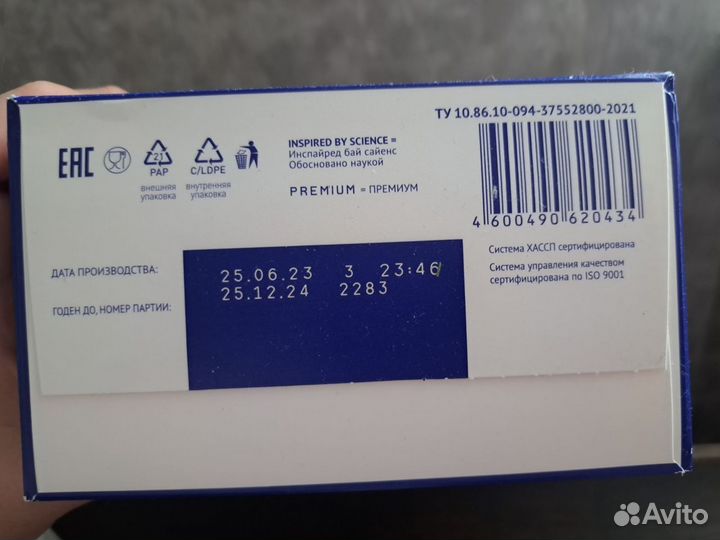 ТУ 10.86.10-094-37552800-2021
EAC
21
PAP
внешняя
упаковка
C/LDPE
внутренняя
упаковка
INSPIRED BY SCIENCE =
Инспайред бай сайенс
Обосновано наукой
PREMIUM = ПРЕМИУМ
4 600490 620434
Система ХАССП сертифицирована
Система управления качеством
сертифицирована по ISO 9001
ДАТА ПРОИЗВОДСТВА:
25.06.23 3 23:46
ГОДЕН ДО, НОМЕР ПАРТИИ:
25.12.24 2283
Avito